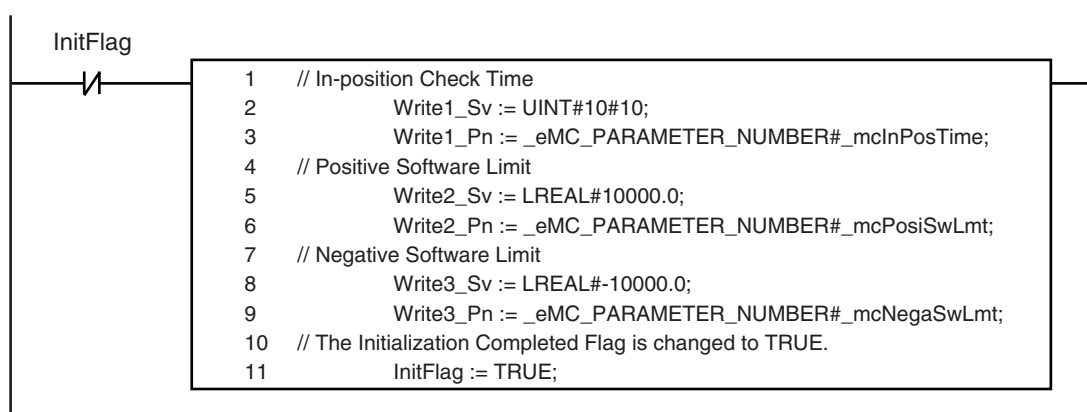 InitFlag
1 // In-position Check Time
2 Write1_Sv := UINT#10#10;
3 Write1_Pn := _eMC_PARAMETER_NUMBER#_mcInPosTime;
4 // Positive Software Limit
5 Write2_Sv := LREAL#10000.0;
6 Write2_Pn := _eMC_PARAMETER_NUMBER#_mcPosiSwLmt;
7 // Negative Software Limit
8 Write3_Sv := LREAL#-10000.0;
9 Write3_Pn := _eMC_PARAMETER_NUMBER#_mcNegaSwLmt;
10 // The Initialization Completed Flag is changed to TRUE.
11 InitFlag := TRUE;